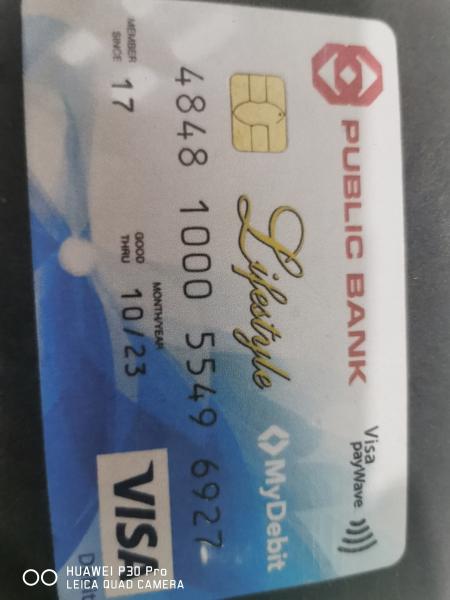 PUBLIC BANK
Visa
payWave
Lifestyle
MyDebit
4848 1000 5549 6927
MEMBER
SINCE
17
GOOD
THRU
MONTH/YEAR
10/23
VISA
HUAWEI P30 Pro
LEICA QUAD CAMERA